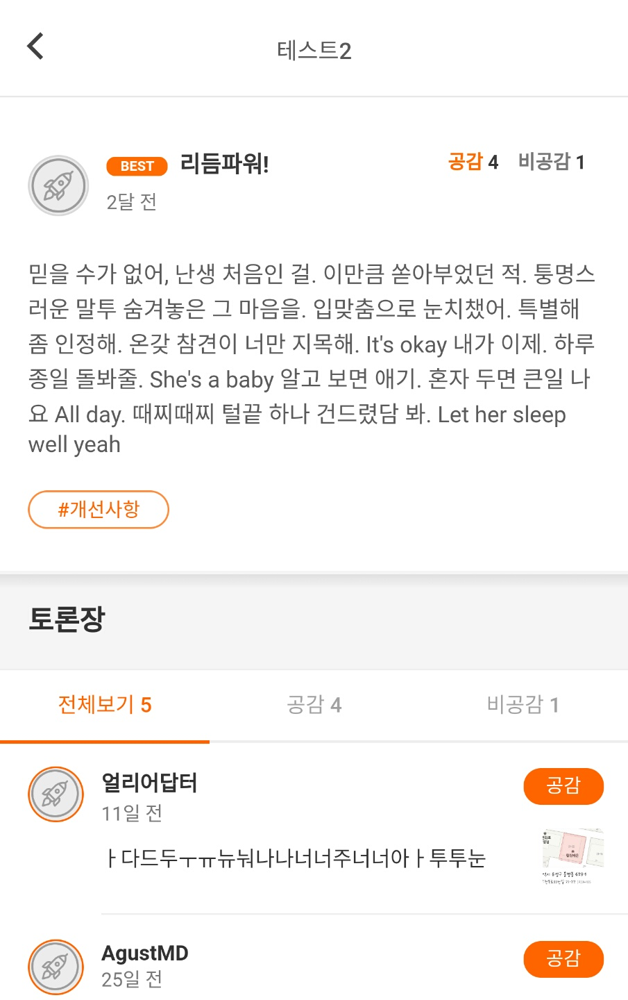 테스트2
BEST 리듬파워! 공감 4 비공감 1
2달 전
믿을 수가 없어, 난생 처음인 걸. 이만큼 쏟아부었던 적. 퉁명스
러운 말투 숨겨놓은 그 마음을. 입맞춤으로 눈치챘어. 특별해
좀 인정해. 온갖 참견이 너만 지목해. It's okay 내가 이제. 하루
종일 돌봐줄. She's a baby 알고 보면 애기. 혼자 두면 큰일 나
요 All day. 때찌때찌 털끝 하나 건드렸담 봐. Let her sleep
well yeah
#개선사항
토론장
전체보기 5 공감 4 비공감 1
얼리어답터 공감
11일 전
ㅏ다드두ㅜㅠ뉴눠나나너너주너너아ㅏ투투눈
AgustMD 공감
25일 전